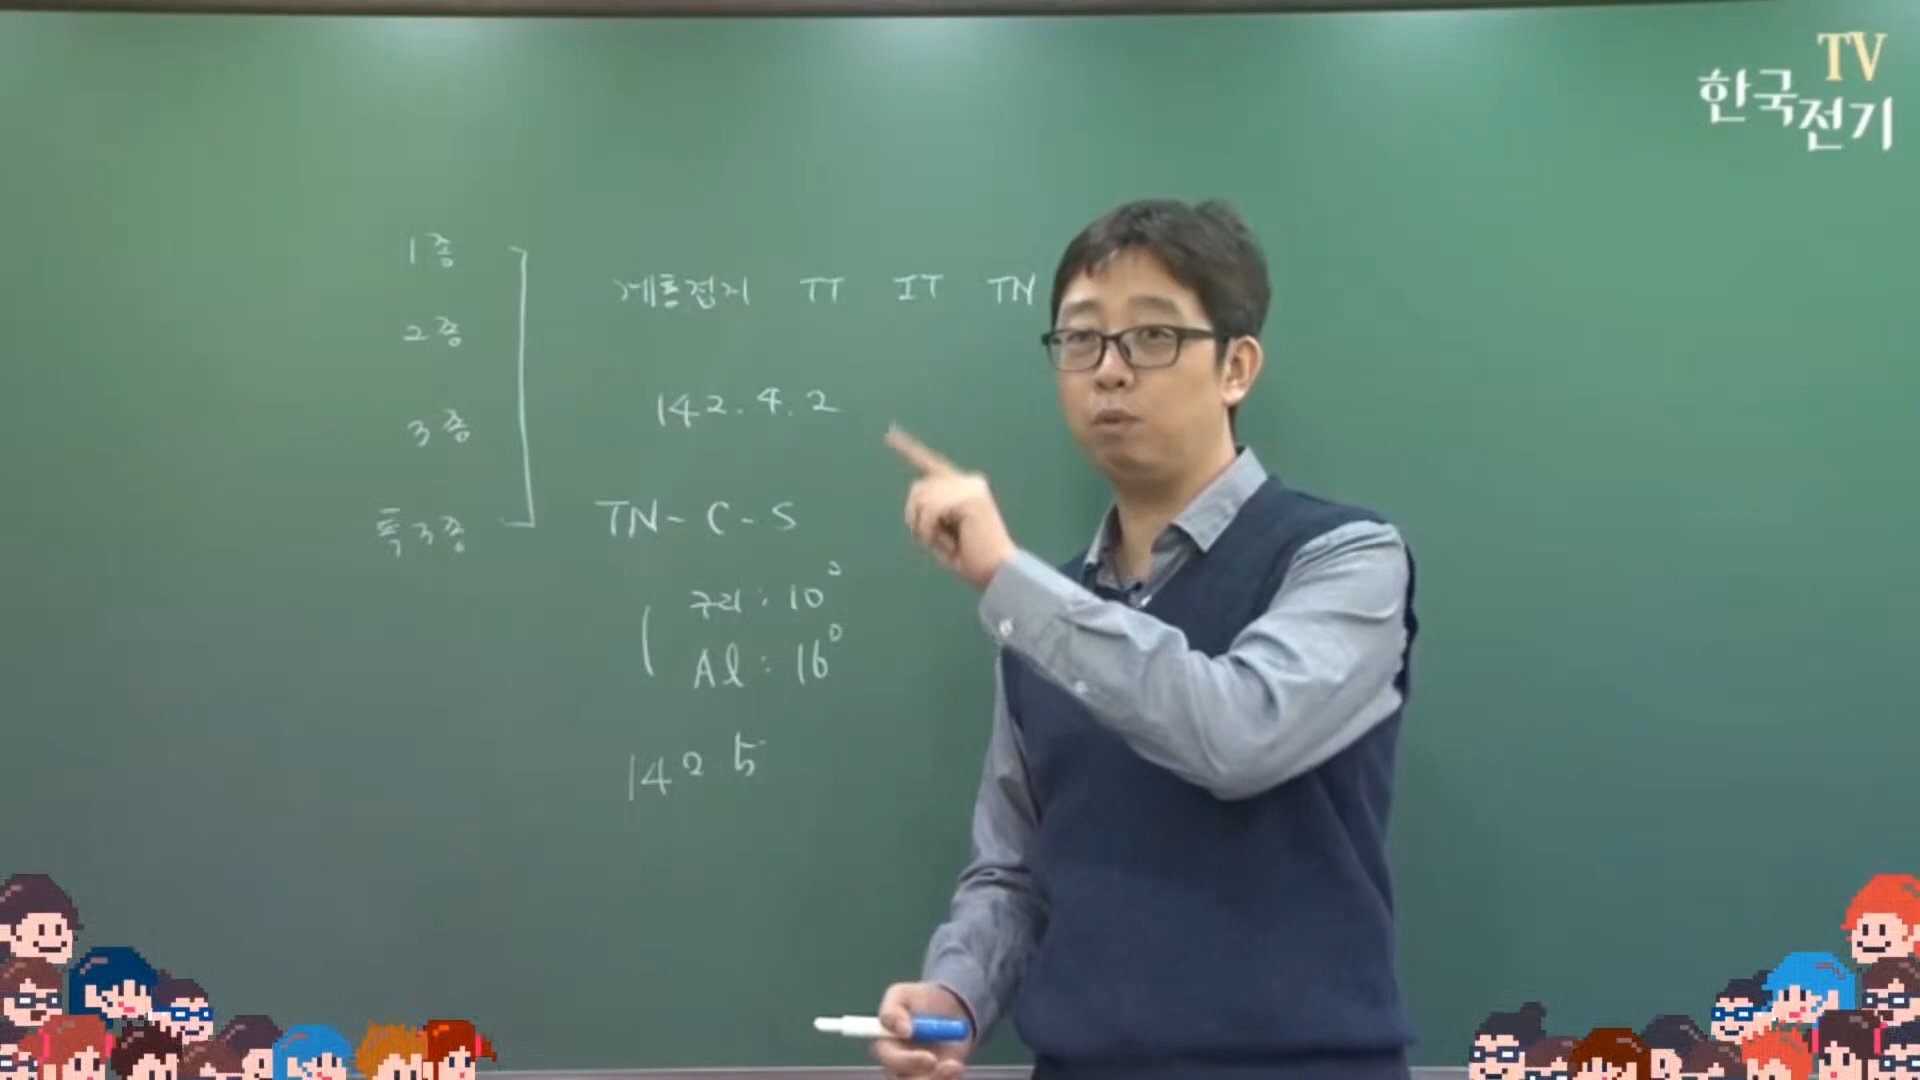 TV
한국전기
1종
2종
3종
특3종
계통접지 TT IT TN
142.4.2
TN-C-S
구리: 10
Al: 16
142.5